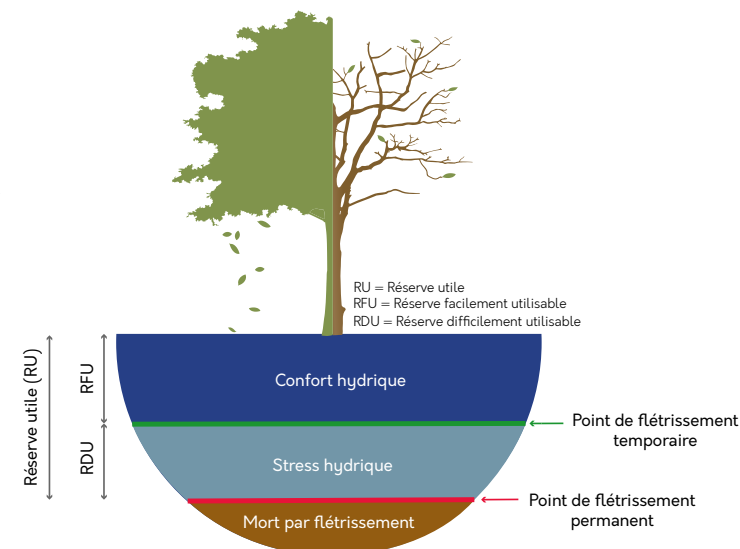 RU = Réserve utile
RFU = Réserve facilement utilisable
RDU = Réserve difficilement utilisable
Réserve utile (RU)
RFU
RDU
Confort hydrique
Point de flétrissement
temporaire
Stress hydrique
Point de flétrissement
permanent
Mort par flétrissement